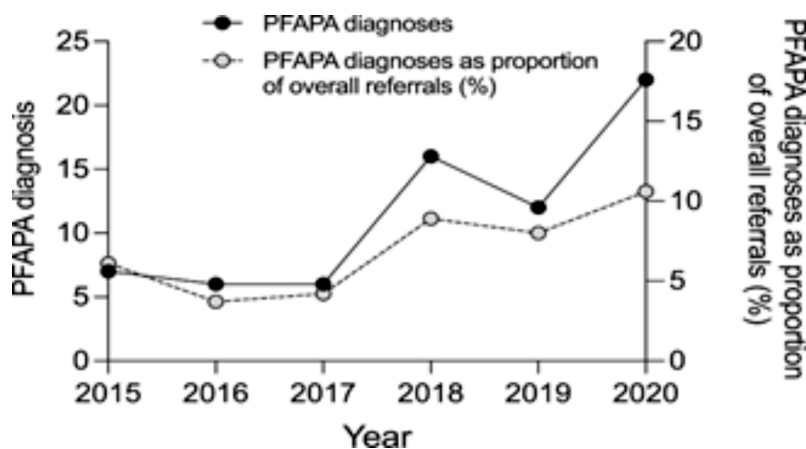 PFAPA diagnoses
PFAPA diagnoses as proportion
of overall referrals (%)
25
20
15
10
5
0
PFAPA diagnosis
20
15
10
5
0
PFAPA diagnoses as proportion
of overall referrals (%)
2015 2016 2017 2018 2019 2020
Year